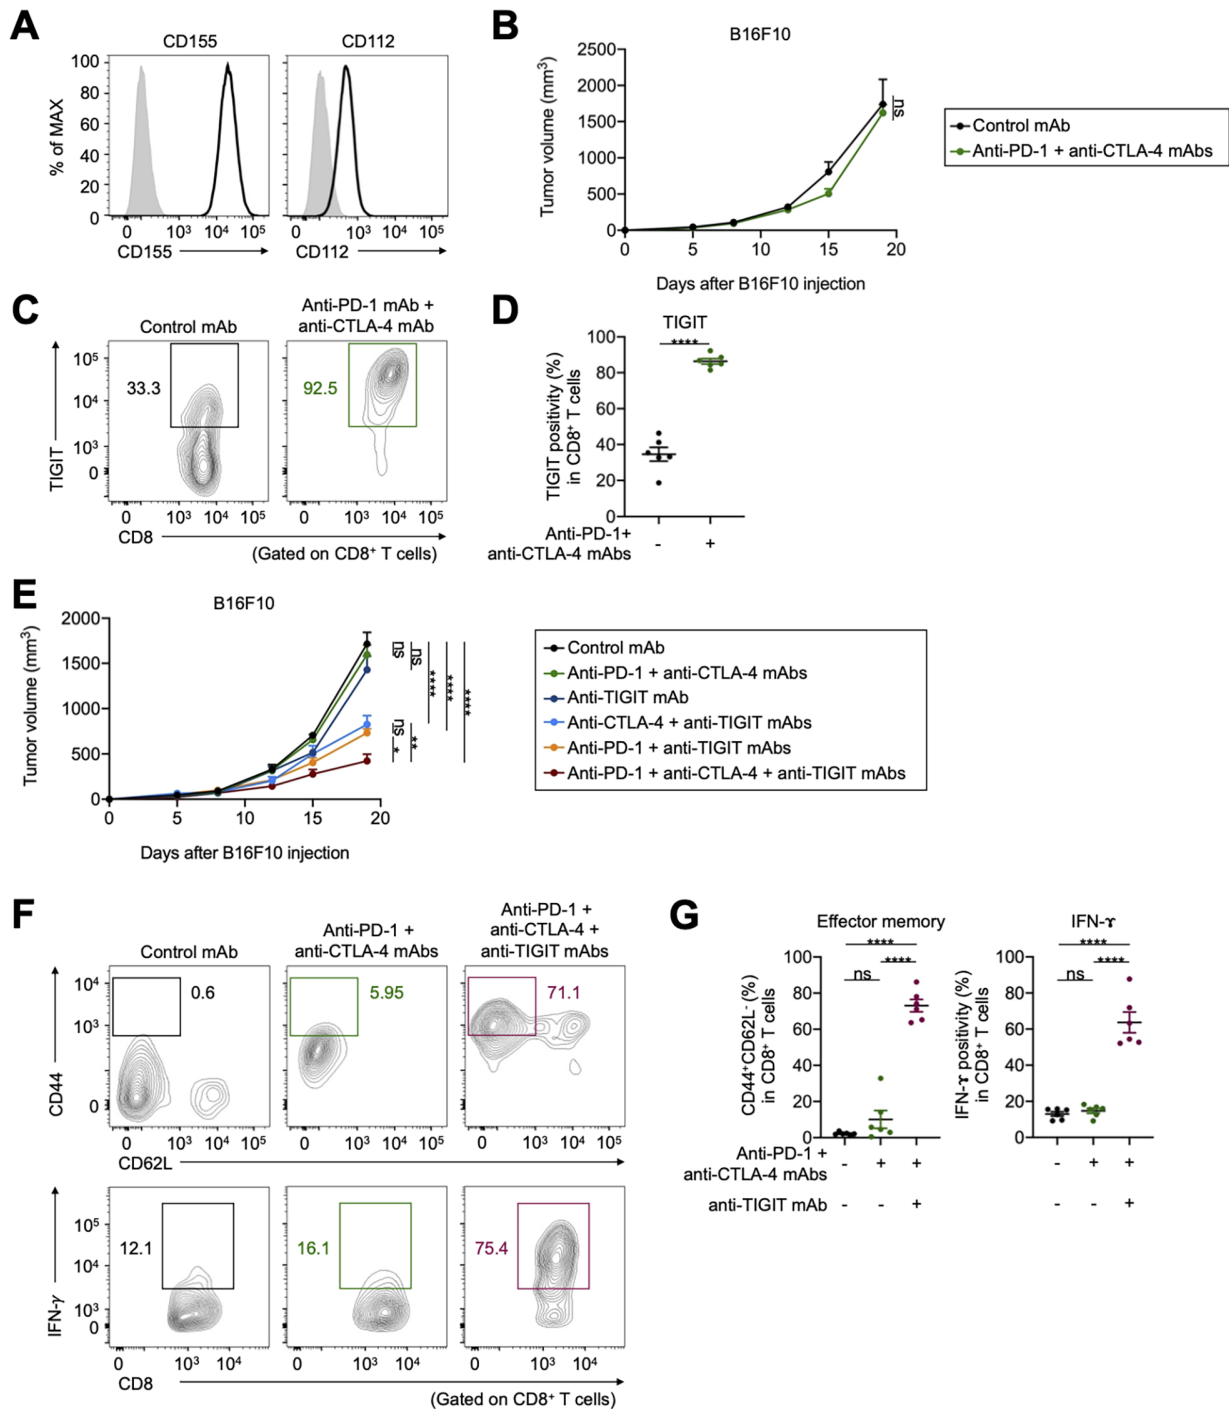 A
CD155
CD112
% of MAX
100
80
60
40
20
0
0 10³ 10⁴ 10⁵
0 10³ 10⁴ 10⁵
CD155
CD112
B
B16F10
Tumor volume (mm³)
2500
2000
1500
1000
500
0
0 5 10 15 20
Days after B16F10 injection
ns
Control mAb
Anti-PD-1 + anti-CTLA-4 mAbs
C
Control mAb
Anti-PD-1 mAb +
anti-CTLA-4 mAb
TIGIT
10⁵
10⁴
10³
0
33.3
92.5
0 10³ 10⁴ 10⁵
0 10³ 10⁴ 10⁵
CD8
(Gated on CD8⁺ T cells)
D
TIGIT
****
TIGIT positivity (%)
in CD8⁺ T cells
100
80
60
40
20
0
Anti-PD-1+
anti-CTLA-4 mAbs
- +
E
B16F10
Tumor volume (mm³)
2000
1500
1000
500
0
0 5 10 15 20
Days after B16F10 injection
ns
ns
****
****
****
ns
*
**
Control mAb
Anti-PD-1 + anti-CTLA-4 mAbs
Anti-TIGIT mAb
Anti-CTLA-4 + anti-TIGIT mAbs
Anti-PD-1 + anti-TIGIT mAbs
Anti-PD-1 + anti-CTLA-4 + anti-TIGIT mAbs
F
Control mAb
Anti-PD-1 +
anti-CTLA-4 mAbs
Anti-PD-1 +
anti-CTLA-4 +
anti-TIGIT mAbs
CD44
10⁴
10³
0
0.6
5.95
71.1
0 10³ 10⁴
0 10³ 10⁴
0 10³ 10⁴
CD62L
IFN-γ
10⁵
10⁴
10³
0
12.1
16.1
75.4
0 10³ 10⁴
0 10³ 10⁴
0 10³ 10⁴
CD8
(Gated on CD8⁺ T cells)
G
Effector memory
****
ns
****
CD44⁺CD62L⁻ (%)
in CD8⁺ T cells
100
80
60
40
20
0
IFN-ɤ
****
ns
****
IFN-ɤ positivity (%)
in CD8⁺ T cells
100
80
60
40
20
0
Anti-PD-1 +
anti-CTLA-4 mAbs
- + +
- + +
anti-TIGIT mAb
- - +
- - +